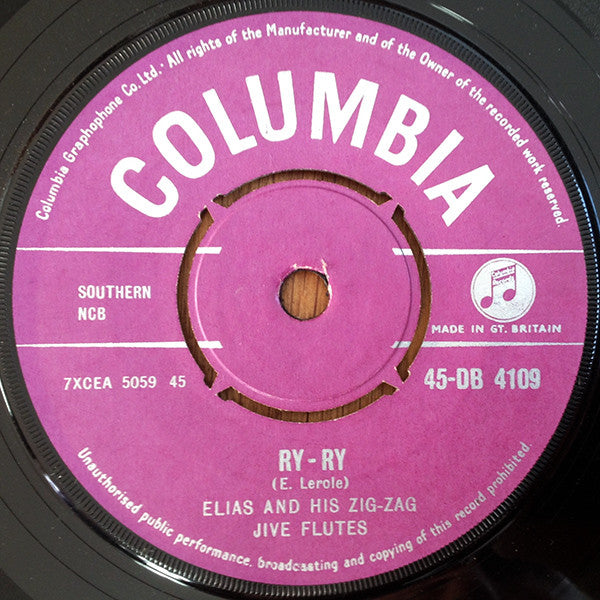 Columbia Graphophone Co. Ltd. · All rights of the Manufacturer and of the Owner of the recorded work reserved.
COLUMBIA
SOUTHERN
NCB
MADE IN GT. BRITAIN
7XCEA 5059 45
45-DB 4109
RY-RY
(E. Lerole)
ELIAS AND HIS ZIG-ZAG
JIVE FLUTES
Unauthorised public performance, broadcasting and copying of this record prohibited.